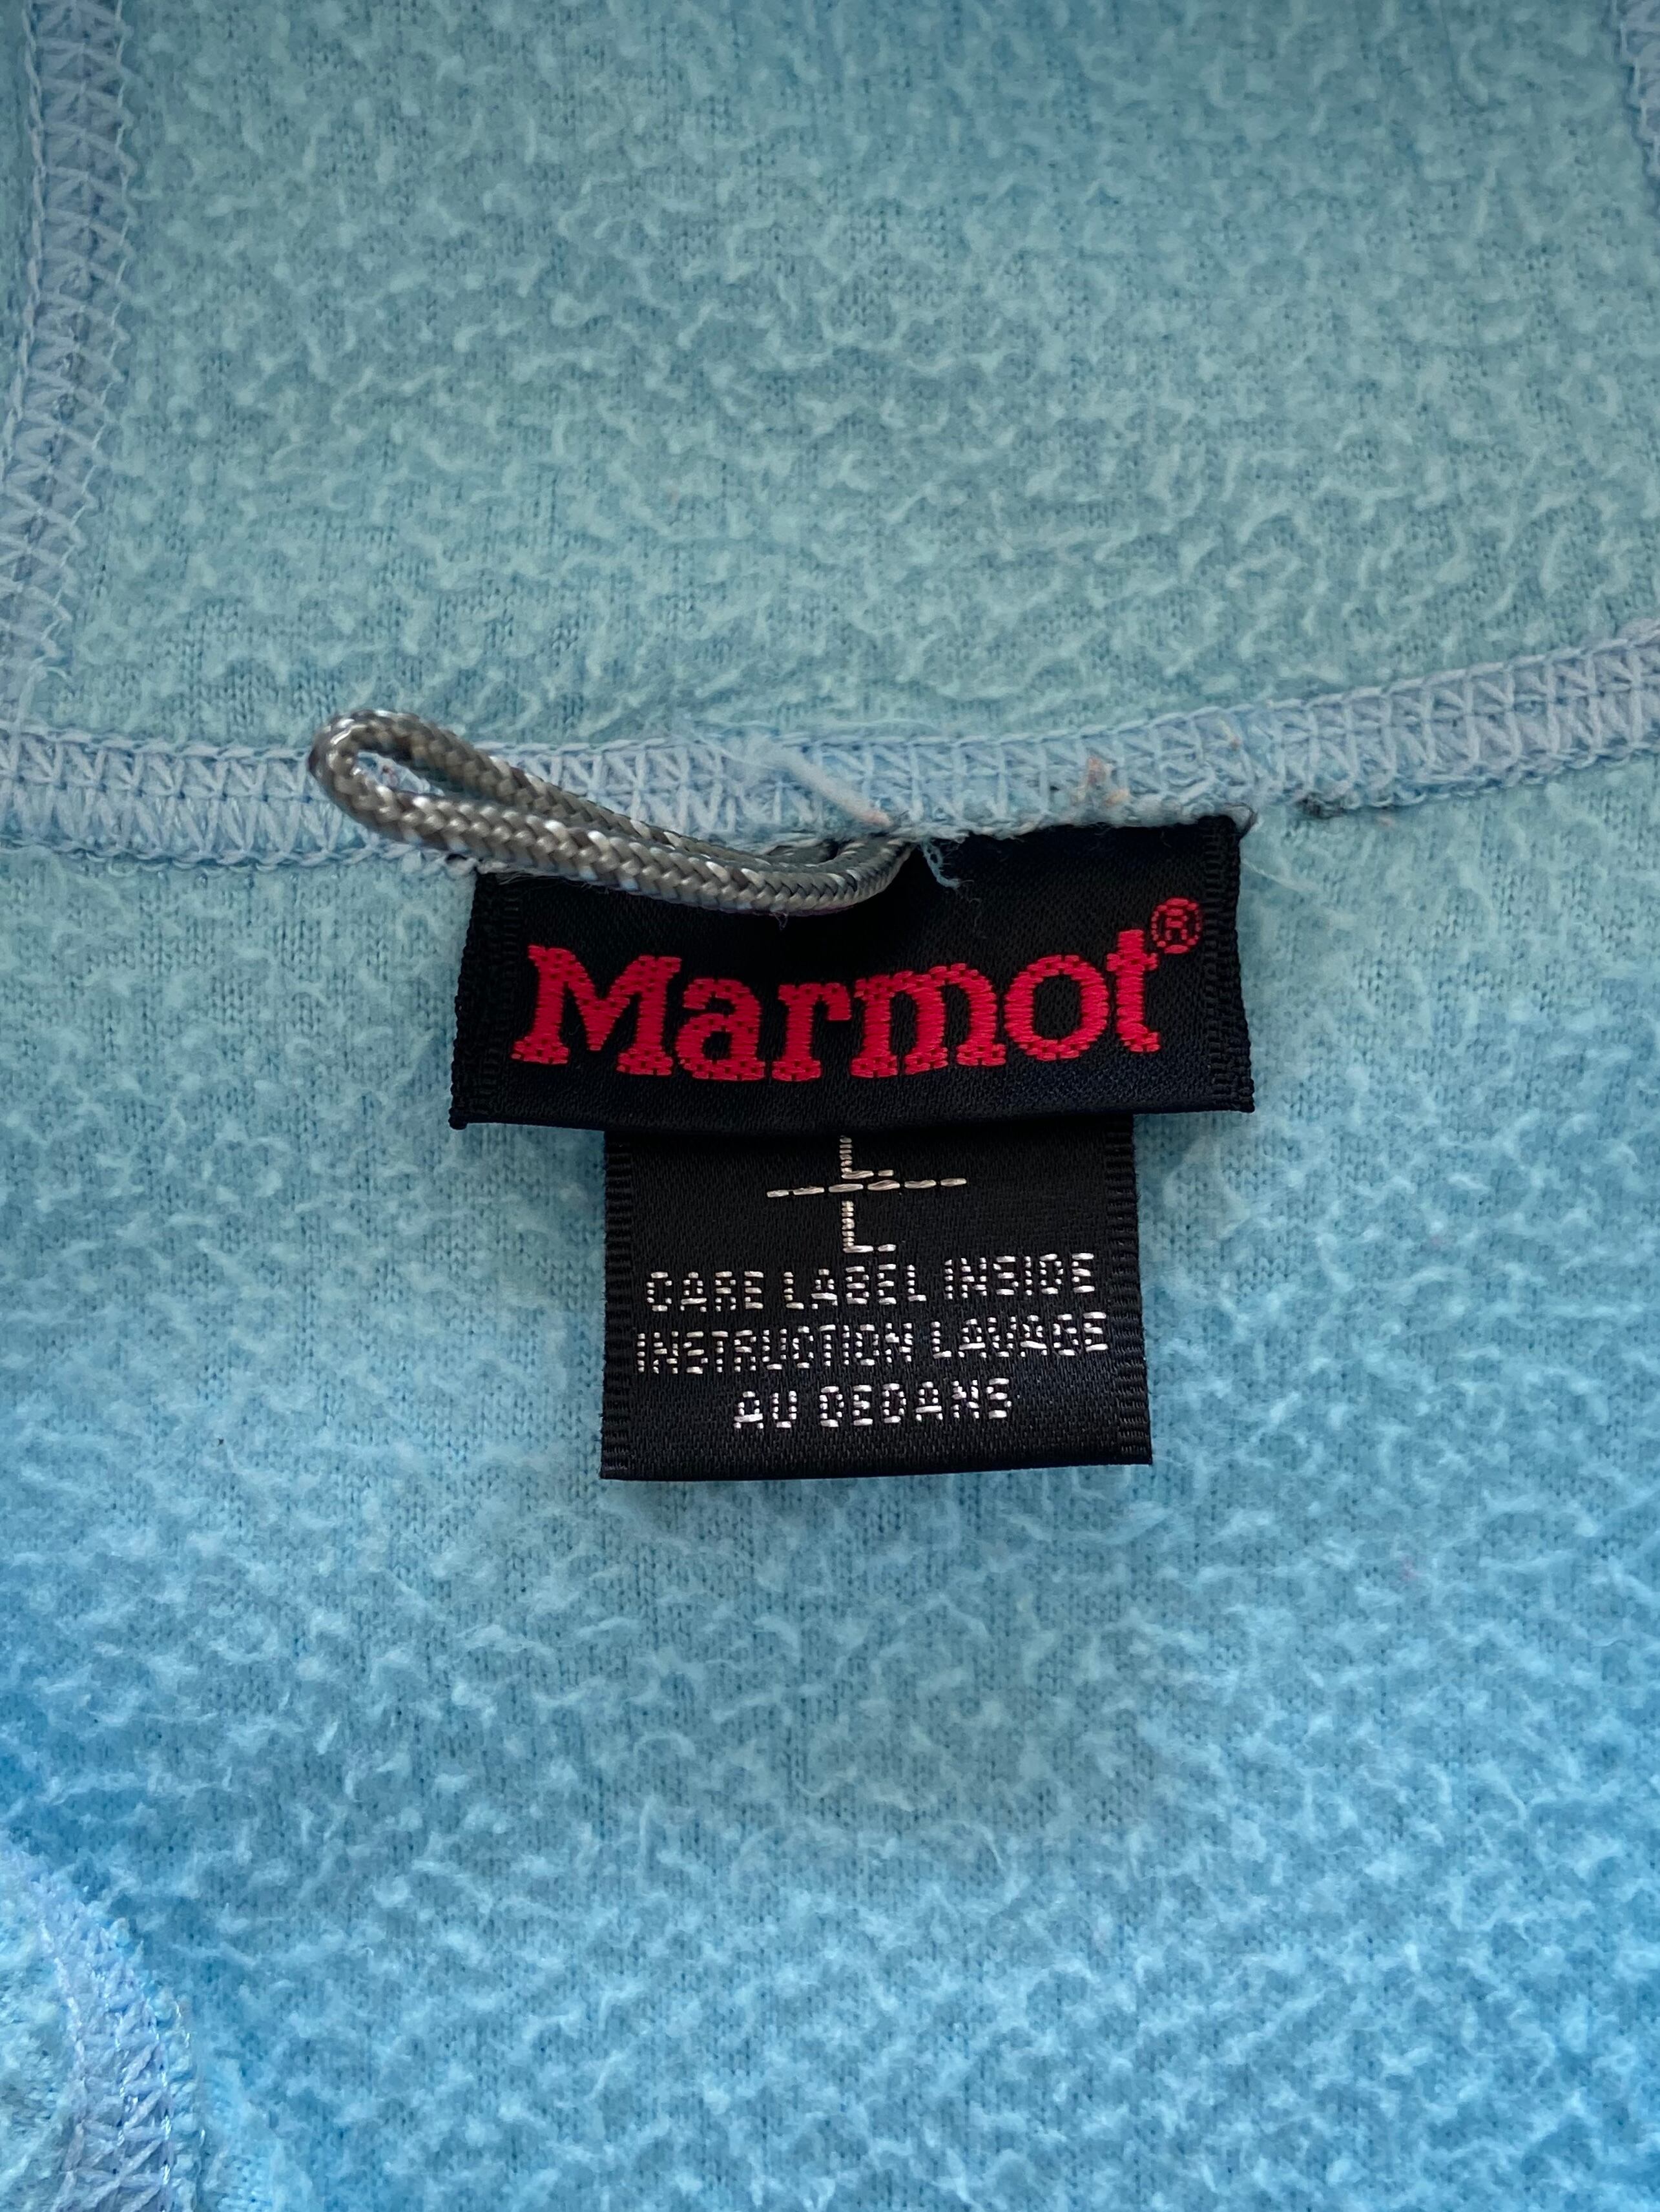 Marmot®
L
L
CARE LABEL INSIDE
INSTRUCTION LAVAGE
AU DEDANS